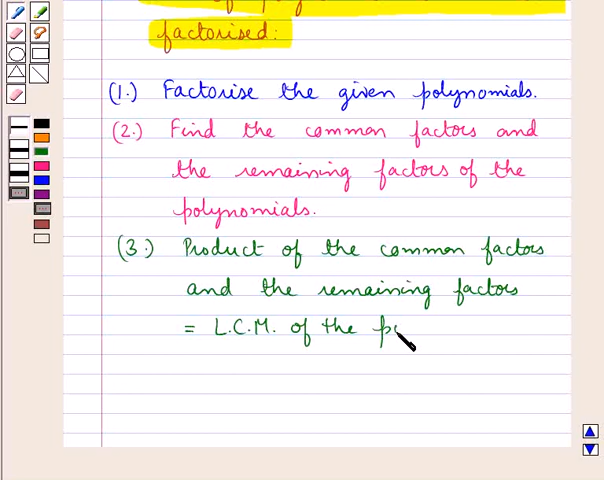 factorised:
(1.) Factorise the given polynomials.
(2.) Find the common factors and
the remaining factors of the
polynomials.
(3.) Product of the common factors
and the remaining factors
= L.C.M. of the p